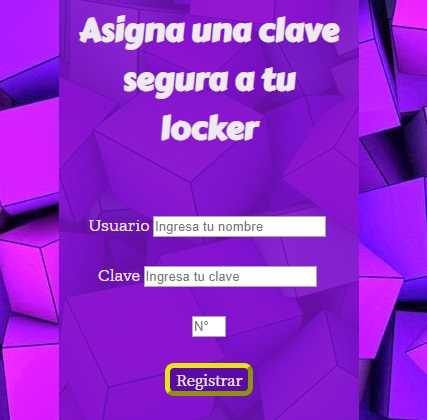 Asigna una clave
segura a tu
locker
Usuario Ingresa tu nombre
Clave Ingresa tu clave
N°
Registrar